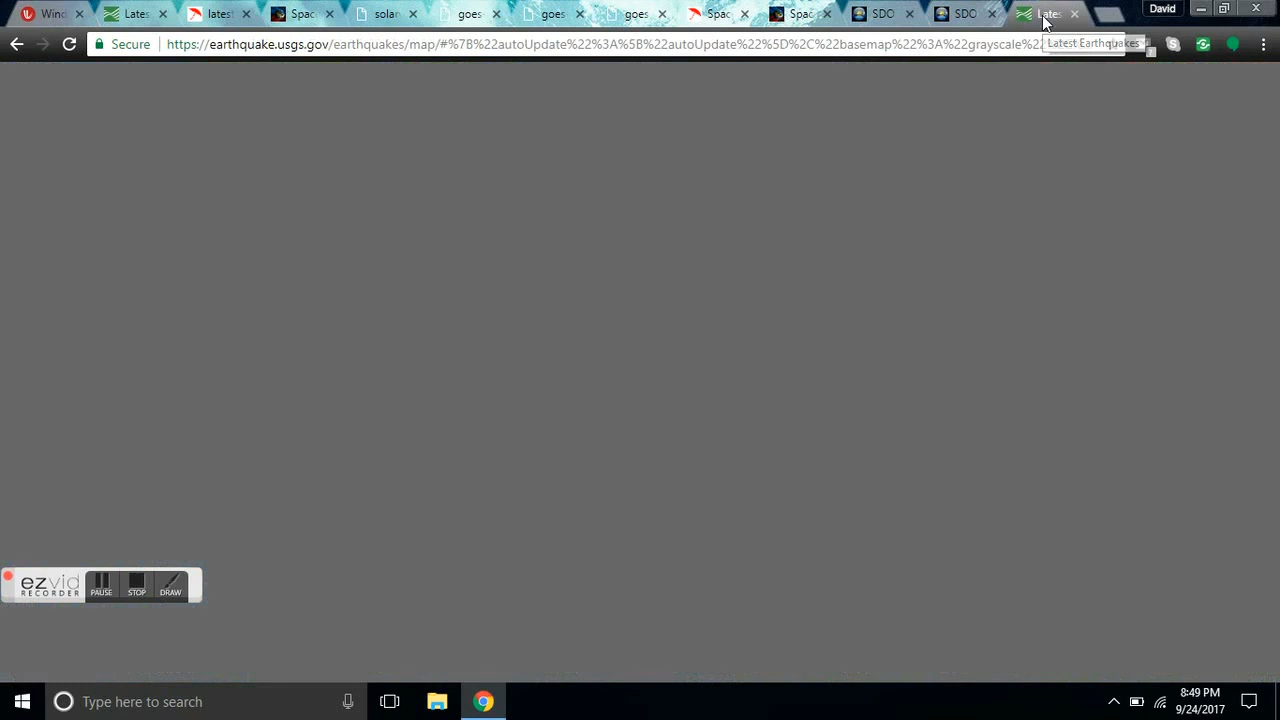 Wind Lates latest Spac solar goes goes goes Spac Spac SDO SDO Lates David
Secure https://earthquake.usgs.gov/earthquakes/map/#%7B%22autoUpdate%22%3A%5B%22autoUpdate%22%5D%2C%22basemap%22%3A%22grayscale%22
Latest Earthquakes
ezvid
RECORDER
PAUSE STOP DRAW
Type here to search
8:49 PM
9/24/2017